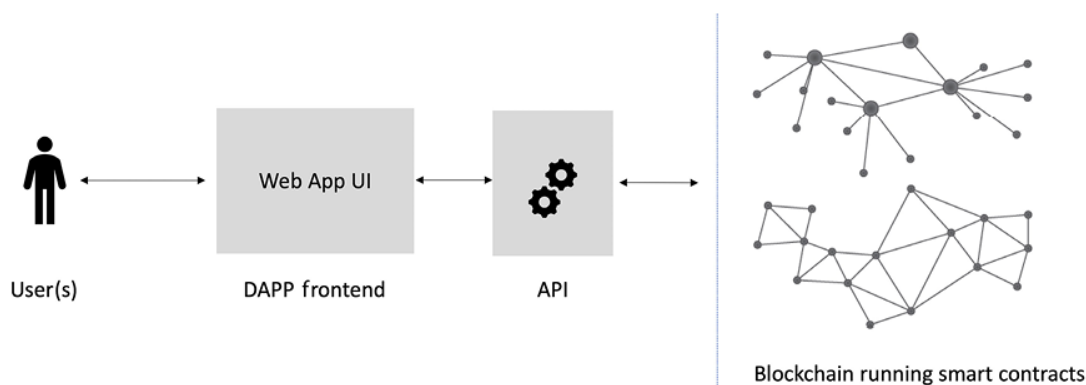 Web App UI
User(s)
DAPP frontend
API
Blockchain running smart contracts